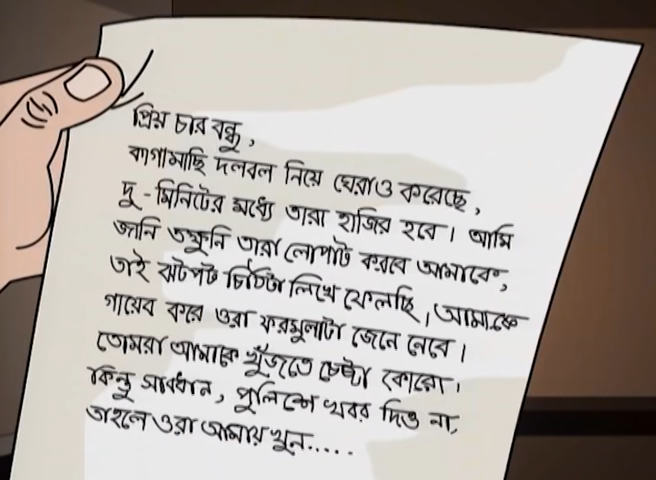 প্রিয় চার বন্ধু,
কাগামাছি দলবল নিয়ে ঘেরাও করেছে,
দু-মিনিটের মধ্যে তারা হাজির হবে। আমি
জানি তক্ষুনি তারা লোপাট করবে আমাকে,
তাই ঝটপট চিঠিটা লিখে ফেলছি। আমাকে
গায়েব করে ওরা ফরমুলাটা জেনে নেবে।
তোমরা আমাকে খুঁজতে চেষ্টা কোরো।
কিন্তু সাবধান, পুলিশে খবর দিও না,
তাহলে ওরা আমায় খুন.....